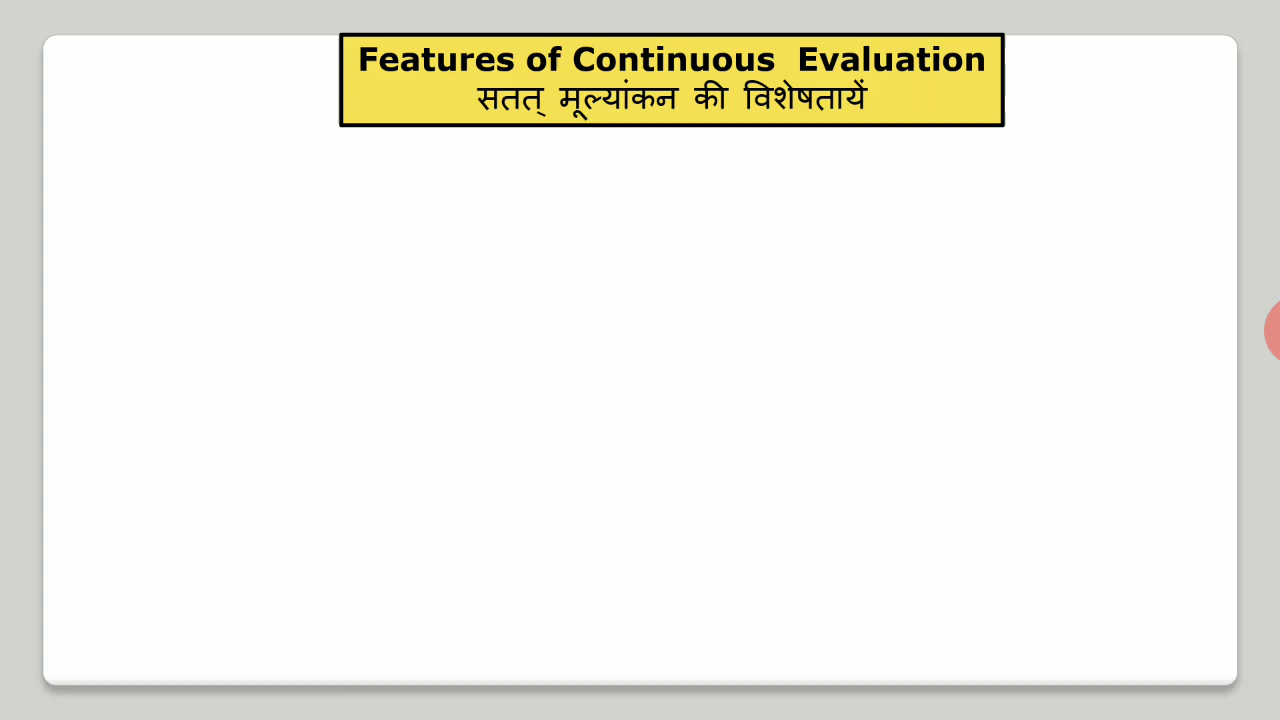 Features of Continuous  Evaluation
सतत् मूल्यांकन की विशेषतायें